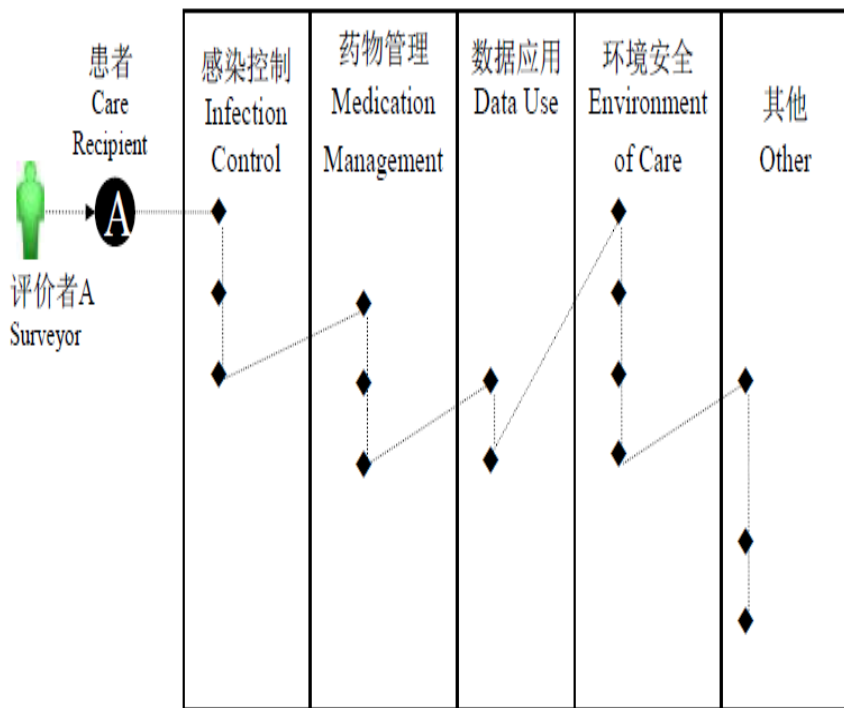 患者
Care
Recipient
A
评价者A
Surveyor
感染控制
Infection
Control
药物管理
Medication
Management
数据应用
Data Use
环境安全
Environment
of Care
其他
Other